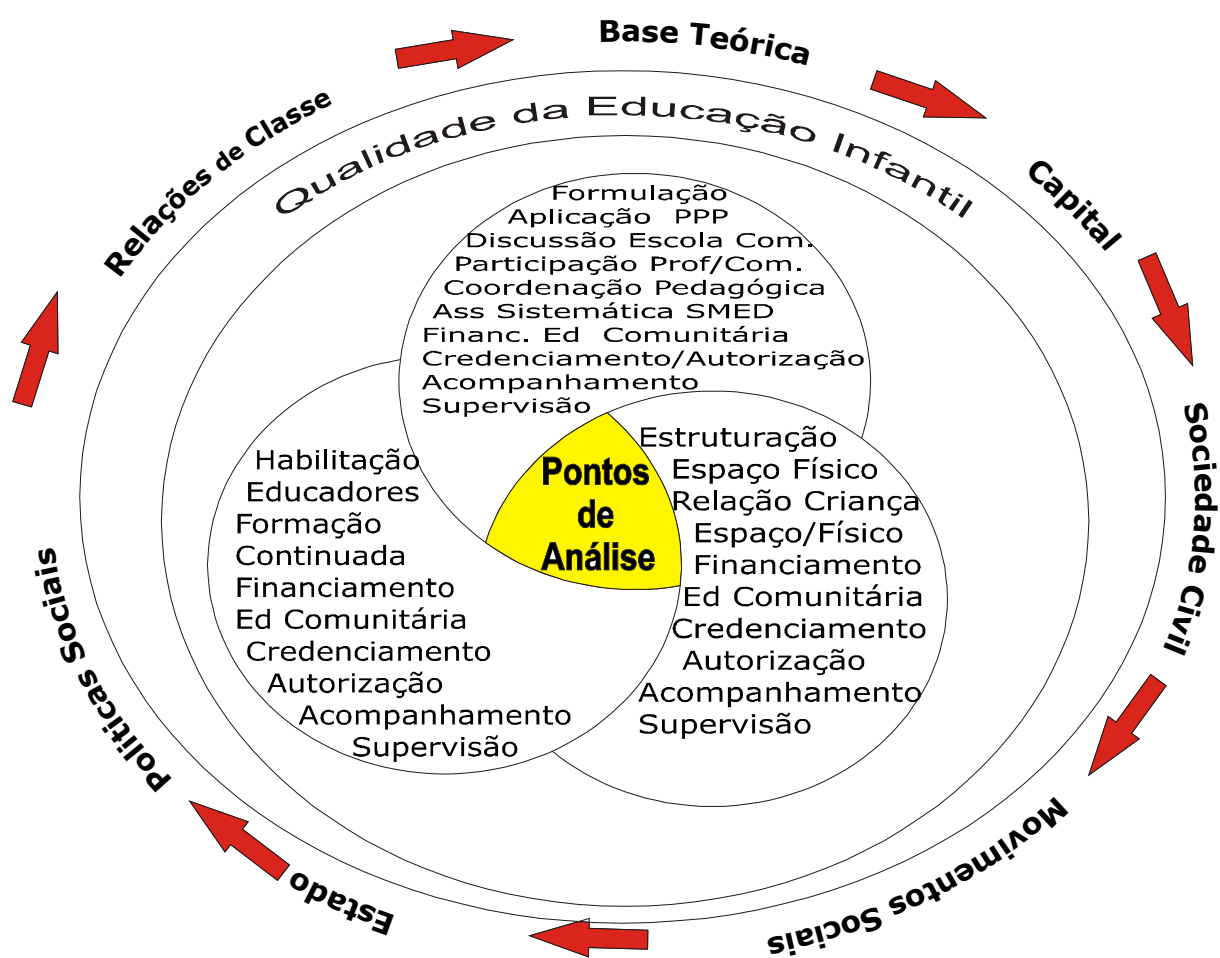 Base Teórica
Capital
Sociedade Civil
Movimentos Sociais
Estado
Políticas Sociais
Relações de Classe
Qualidade da Educação Infantil
Formulação
Aplicação PPP
Discussão Escola Com.
Participação Prof/Com.
Coordenação Pedagógica
Ass Sistemática SMED
Financ. Ed Comunitária
Credenciamento/Autorização
Acompanhamento
Supervisão
Habilitação
Educadores
Formação
Continuada
Financiamento
Ed Comunitária
Credenciamento
Autorização
Acompanhamento
Supervisão
Pontos
de
Análise
Estruturação
Espaço Físico
Relação Criança
Espaço/Físico
Financiamento
Ed Comunitária
Credenciamento
Autorização
Acompanhamento
Supervisão